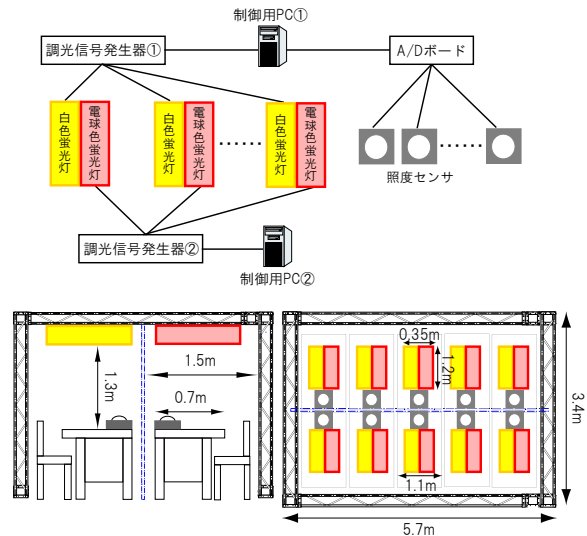 制御用PC①
調光信号発生器①
A/Dボード
白色蛍光灯
電球色蛍光灯
白色蛍光灯
電球色蛍光灯
……
白色蛍光灯
電球色蛍光灯
……
照度センサ
調光信号発生器②
制御用PC②
1.3m
1.5m
0.7m
0.35m
1.2m
1.1m
3.4m
5.7m